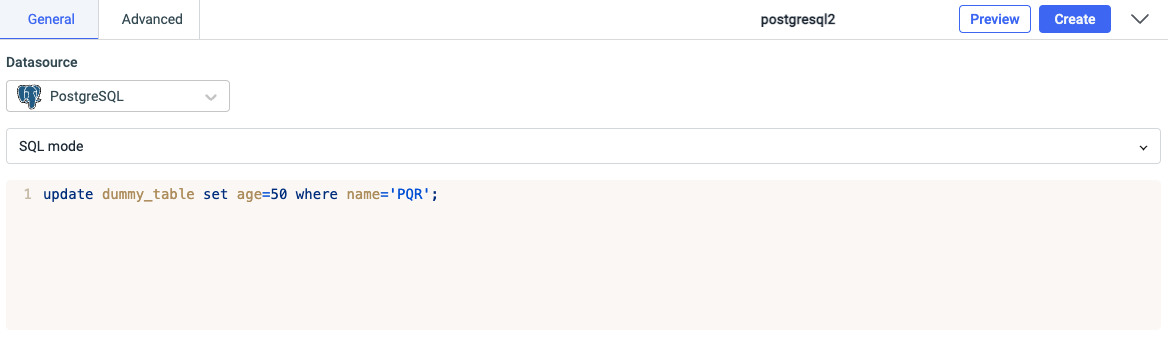 General Advanced postgresql2 Preview Create
Datasource
PostgreSQL
SQL mode
1 update dummy_table set age=50 where name='PQR';